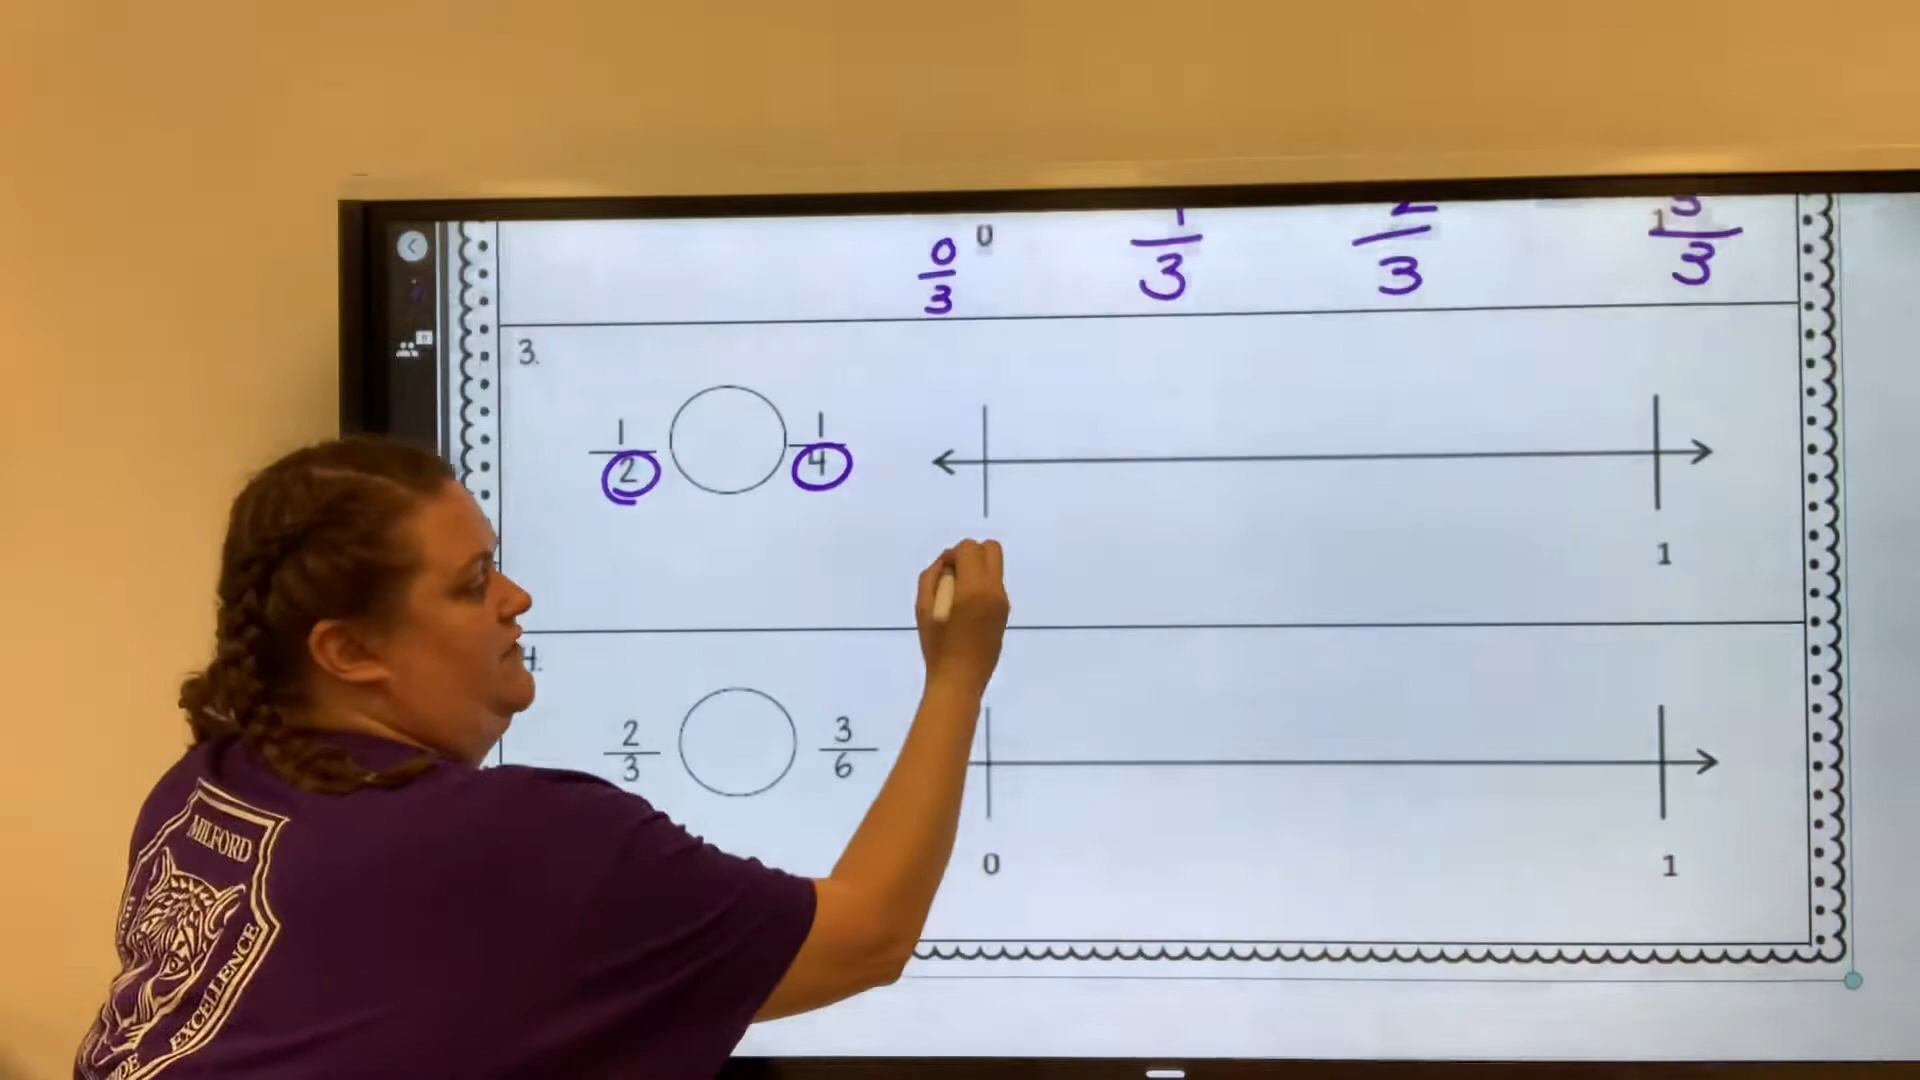 0
0/3 1/3 2/3 3/3
1
3.
1/2 1/4
1
4.
2/3 3/6
0 1
MILFORD
EXCELLENCE